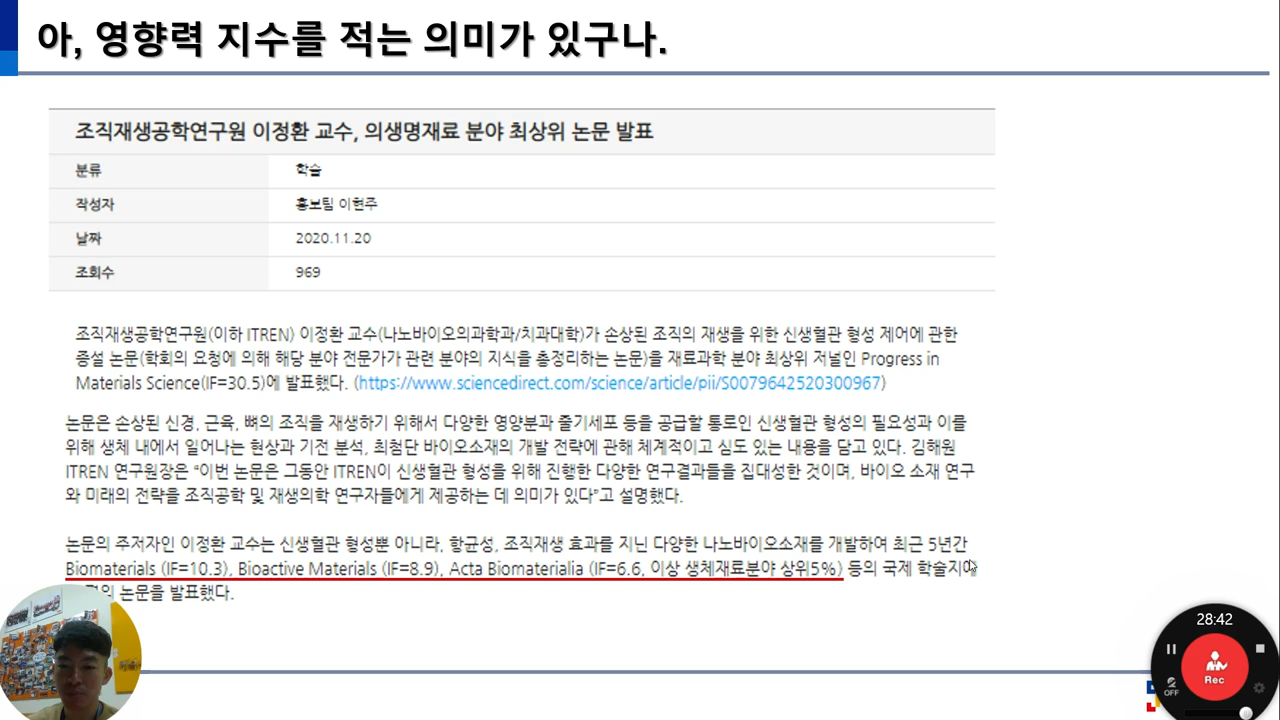 아, 영향력 지수를 적는 의미가 있구나.
조직재생공학연구원 이정환 교수, 의생명재료 분야 최상위 논문 발표
분류 학술
작성자 홍보팀 이현주
날짜 2020.11.20
조회수 969
조직재생공학연구원(이하 ITREN) 이정환 교수(나노바이오의과학과/치과대학)가 손상된 조직의 재생을 위한 신생혈관 형성 제어에 관한
증설 논문(학회의 요청에 의해 해당 분야 전문가가 관련 분야의 지식을 총정리하는 논문)을 재료과학 분야 최상위 저널인 Progress in
Materials Science(IF=30.5)에 발표했다. (https://www.sciencedirect.com/science/article/pii/S0079642520300967)
논문은 손상된 신경, 근육, 뼈의 조직을 재생하기 위해서 다양한 영양분과 줄기세포 등을 공급할 통로인 신생혈관 형성의 필요성과 이를
위해 생체 내에서 일어나는 현상과 기전 분석, 최첨단 바이오소재의 개발 전략에 관해 체계적이고 심도 있는 내용을 담고 있다. 김해원
ITREN 연구원장은 “이번 논문은 그동안 ITREN이 신생혈관 형성을 위해 진행한 다양한 연구결과들을 집대성한 것이며, 바이오 소재 연구
와 미래의 전략을 조직공학 및 재생의학 연구자들에게 제공하는 데 의미가 있다”고 설명했다.
논문의 주저자인 이정환 교수는 신생혈관 형성뿐 아니라, 항균성, 조직재생 효과를 지닌 다양한 나노바이오소재를 개발하여 최근 5년간
Biomaterials (IF=10.3), Bioactive Materials (IF=8.9), Acta Biomaterialia (IF=6.6, 이상 생체재료분야 상위5%) 등의 국제 학술지에
논문을 발표했다.
28:42
Rec
OFF